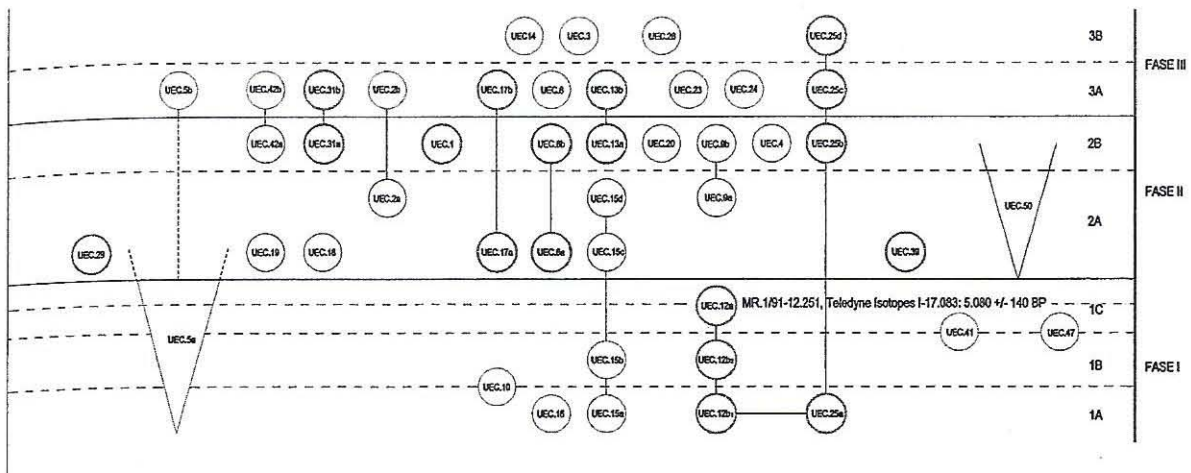 UEC.14 UEC.3 UEC.26 UEC.25d 3B
FASE III
UEC.5b UEC.42b UEC.31b UEC.2b UEC.17b UEC.6 UEC.13b UEC.23 UEC.24 UEC.25c 3A
UEC.42a UEC.31a UEC.1 UEC.8b UEC.13a UEC.20 UEC.9b UEC.4 UEC.25b 2B
FASE II
UEC.2a UEC.15d UEC.9a UEC.50
2A
UEC.29 UEC.19 UEC.18 UEC.17a UEC.8a UEC.15c UEC.39
UEC.12a MR.1/91-12.251, Teledyne Isotopes I-17.083: 5.080 +/- 140 BP 1C
UEC.5a UEC.41 UEC.47
UEC.15b UEC.12b₂ 1B FASE I
UEC.10
UEC.16 UEC.15a UEC.12b₁ UEC.25a 1A